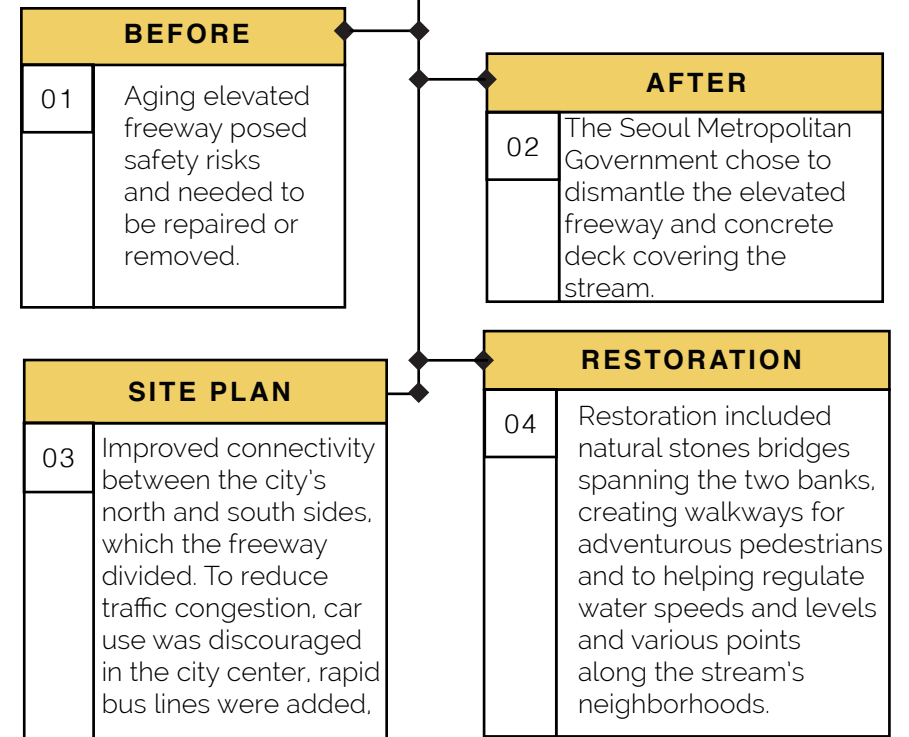 BEFORE
01
Aging elevated
freeway posed
safety risks
and needed to
be repaired or
removed.
AFTER
02
The Seoul Metropolitan
Government chose to
dismantle the elevated
freeway and concrete
deck covering the
stream.
SITE PLAN
03
Improved connectivity
between the city's
north and south sides,
which the freeway
divided. To reduce
traffic congestion, car
use was discouraged
in the city center, rapid
bus lines were added,
RESTORATION
04
Restoration included
natural stones bridges
spanning the two banks,
creating walkways for
adventurous pedestrians
and to helping regulate
water speeds and levels
and various points
along the stream's
neighborhoods.